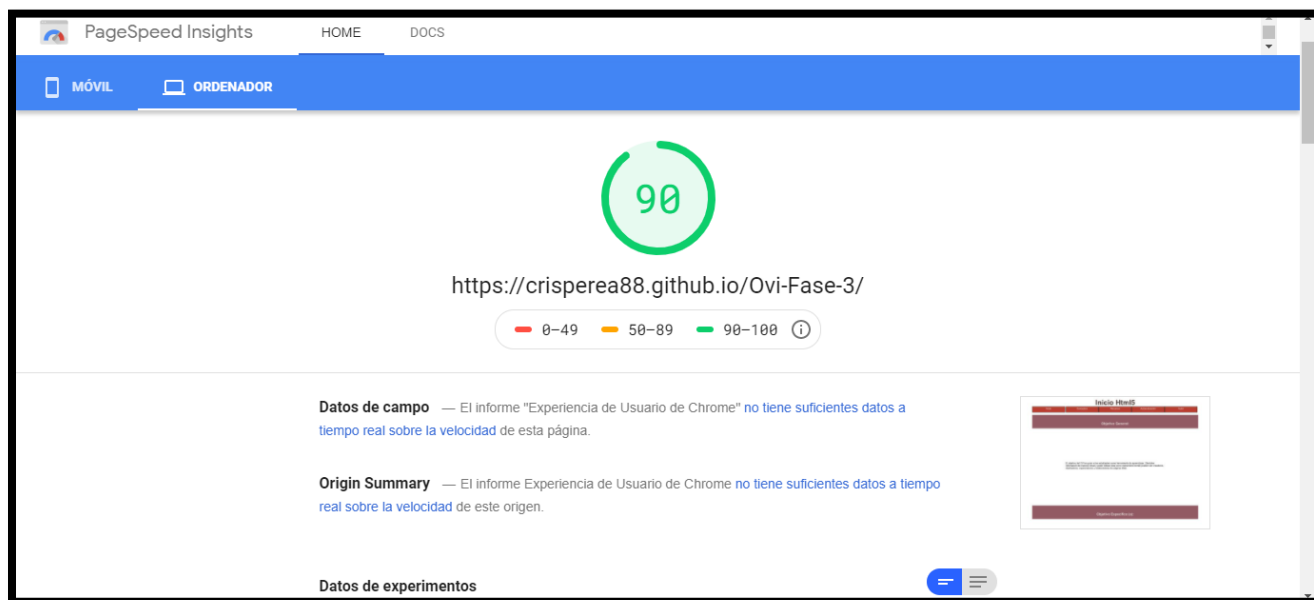 PageSpeed Insights HOME DOCS
MÓVIL ORDENADOR
90
https://crisperea88.github.io/Ovi-Fase-3/
0–49 50–89 90–100
Datos de campo — El informe "Experiencia de Usuario de Chrome" no tiene suficientes datos a
tiempo real sobre la velocidad de esta página.
Inicio Html5
Origin Summary — El informe Experiencia de Usuario de Chrome no tiene suficientes datos a tiempo
real sobre la velocidad de este origen.
Datos de experimentos